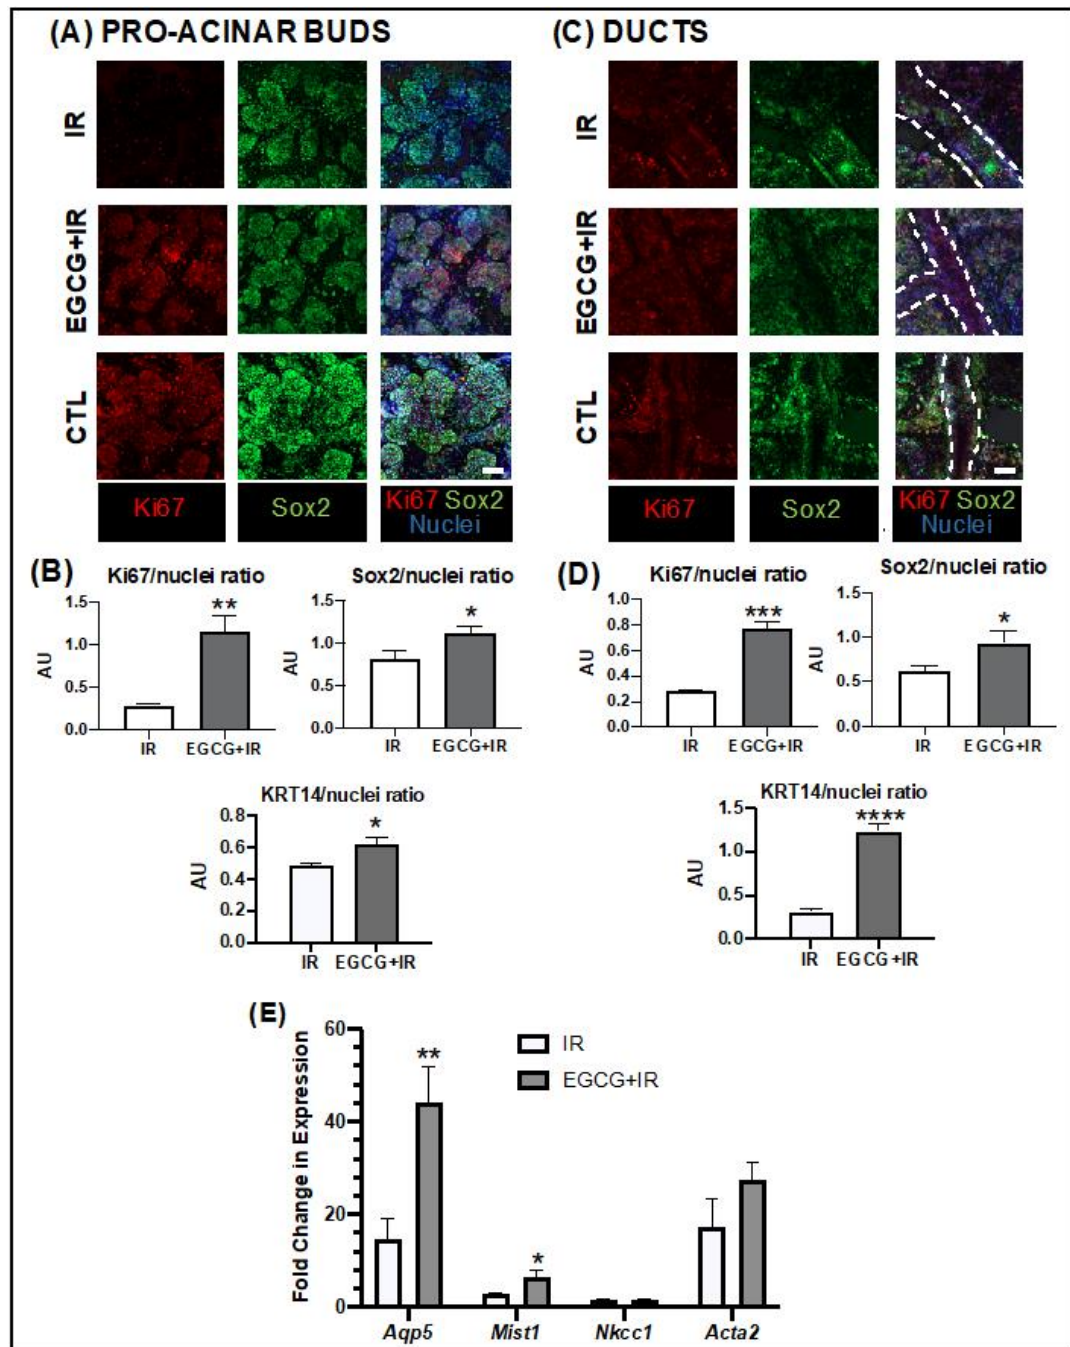 (A) PRO-ACINAR BUDS
(C) DUCTS
IR
EGCG+IR
CTL
Ki67
Sox2
Ki67 Sox2
Nuclei
IR
EGCG+IR
CTL
Ki67
Sox2
Ki67 Sox2
Nuclei
(B)
Ki67/nuclei ratio
AU
1.5
1.0
0.5
0.0
**
IR
EGCG+IR
Sox2/nuclei ratio
AU
1.5
1.0
0.5
0.0
*
IR
EGCG+IR
KRT14/nuclei ratio
AU
0.8
0.6
0.4
0.2
0.0
*
IR
EGCG+IR
(D)
Ki67/nuclei ratio
AU
1.0
0.8
0.6
0.4
0.2
0.0
***
IR
EGCG+IR
Sox2/nuclei ratio
AU
1.5
1.0
0.5
0.0
*
IR
EGCG+IR
KRT14/nuclei ratio
AU
1.5
1.0
0.5
0.0
****
IR
EGCG+IR
(E)
Fold Change in Expression
60
40
20
0
IR
EGCG+IR
**
*
Aqp5
Mist1
Nkcc1
Acta2